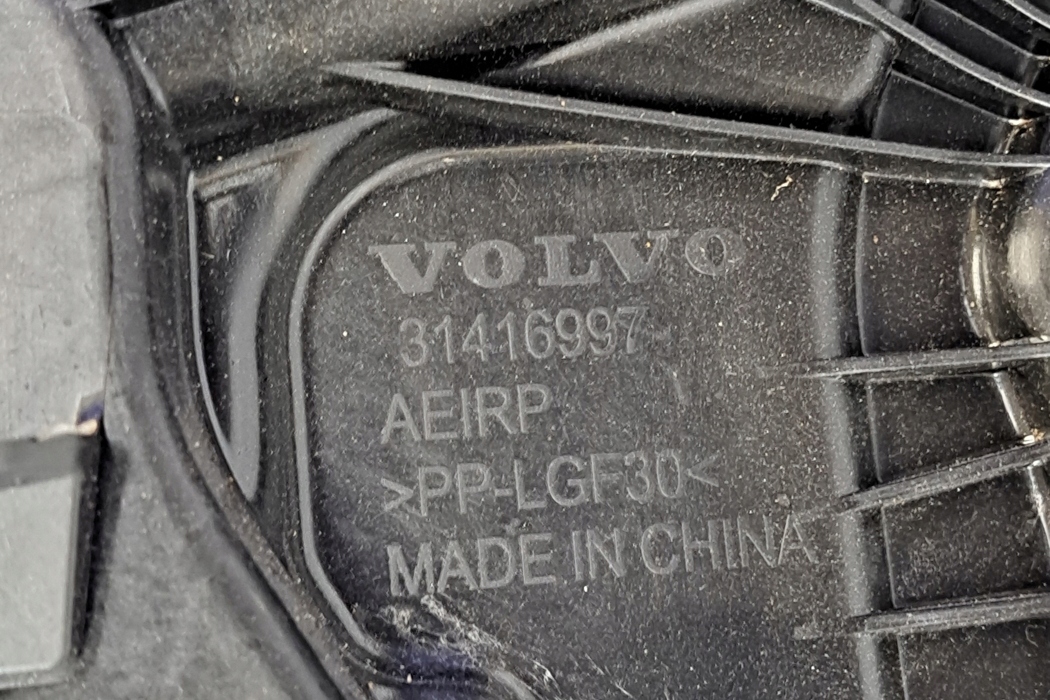 VOLVO
31416997
AEIRP
>PP-LGF30<
MADE IN CHINA